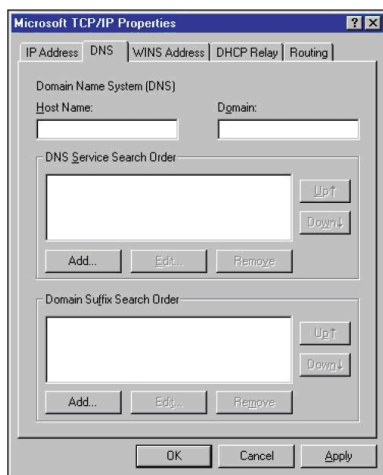 Microsoft TCP/IP Properties ? ×
IP Address DNS WINS Address DHCP Relay Routing
Domain Name System (DNS)
Host Name: Domain:
DNS Service Search Order
Up↑
Down↓
Add... Edit... Remove
Domain Suffix Search Order
Up↑
Down↓
Add... Edit... Remove
OK Cancel Apply